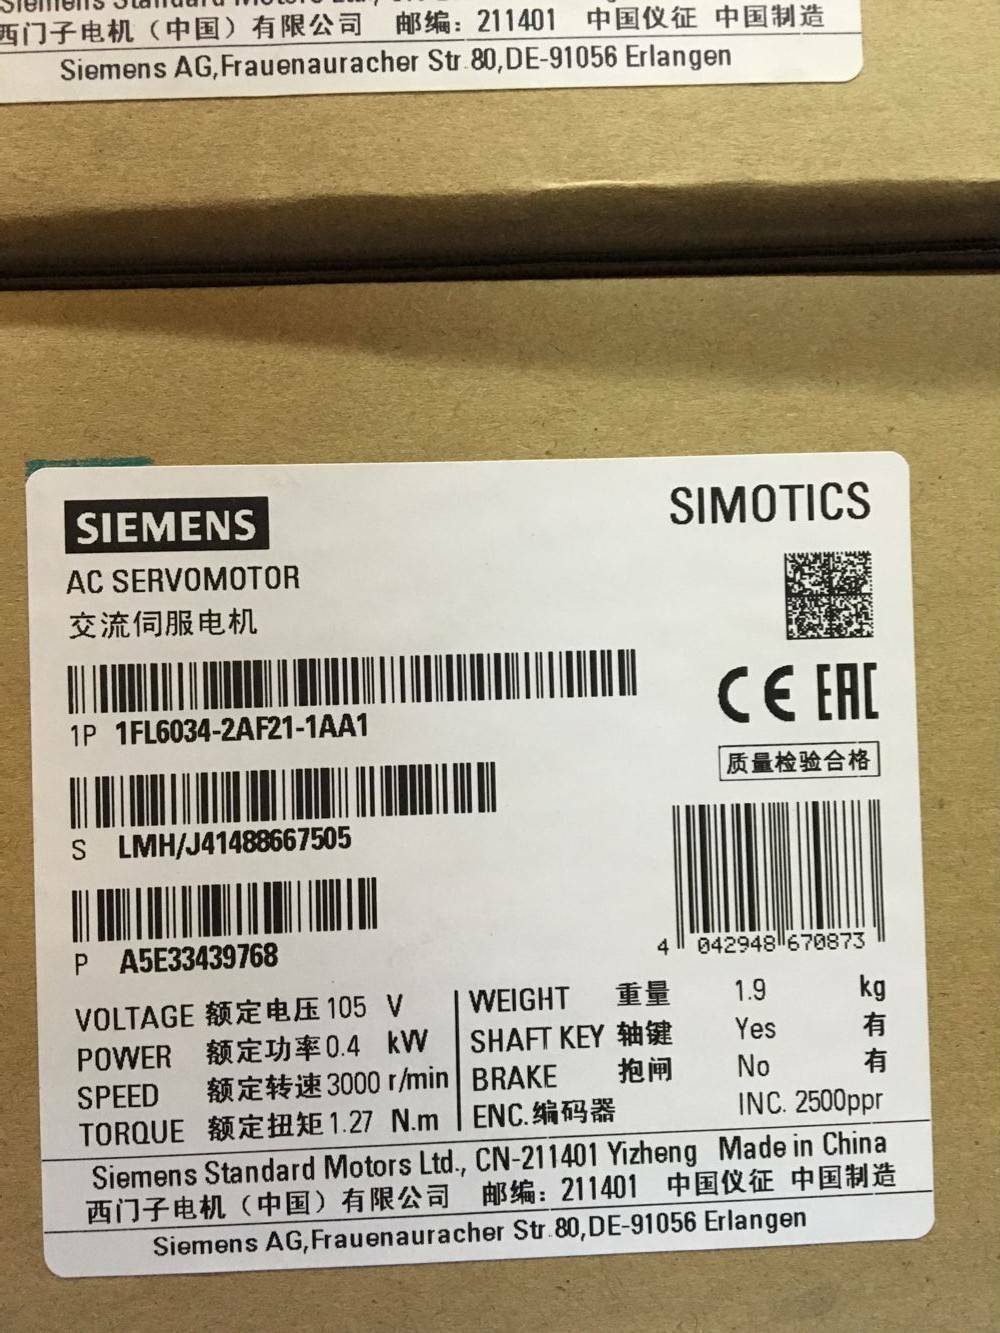 西门子电机（中国）有限公司 邮编：211401 中国仪征 中国制造
Siemens AG,Frauenauracher Str.80,DE-91056 Erlangen
SIEMENS
SIMOTICS
AC SERVOMOTOR
交流伺服电机
1P 1FL6034-2AF21-1AA1
CE EAC
质量检验合格
S LMH/J41488667505
P A5E33439768
4 042948 670873
VOLTAGE 额定电压 105 V
POWER 额定功率 0.4 kW
SPEED 额定转速 3000 r/min
TORQUE 额定扭矩 1.27 N.m
WEIGHT 重量 1.9 kg
SHAFT KEY 轴键 Yes 有
BRAKE 抱闸 No 有
ENC.编码器 INC. 2500ppr
Siemens Standard Motors Ltd., CN-211401 Yizheng Made in China
西门子电机（中国）有限公司 邮编：211401 中国仪征 中国制造
Siemens AG,Frauenauracher Str.80,DE-91056 Erlangen